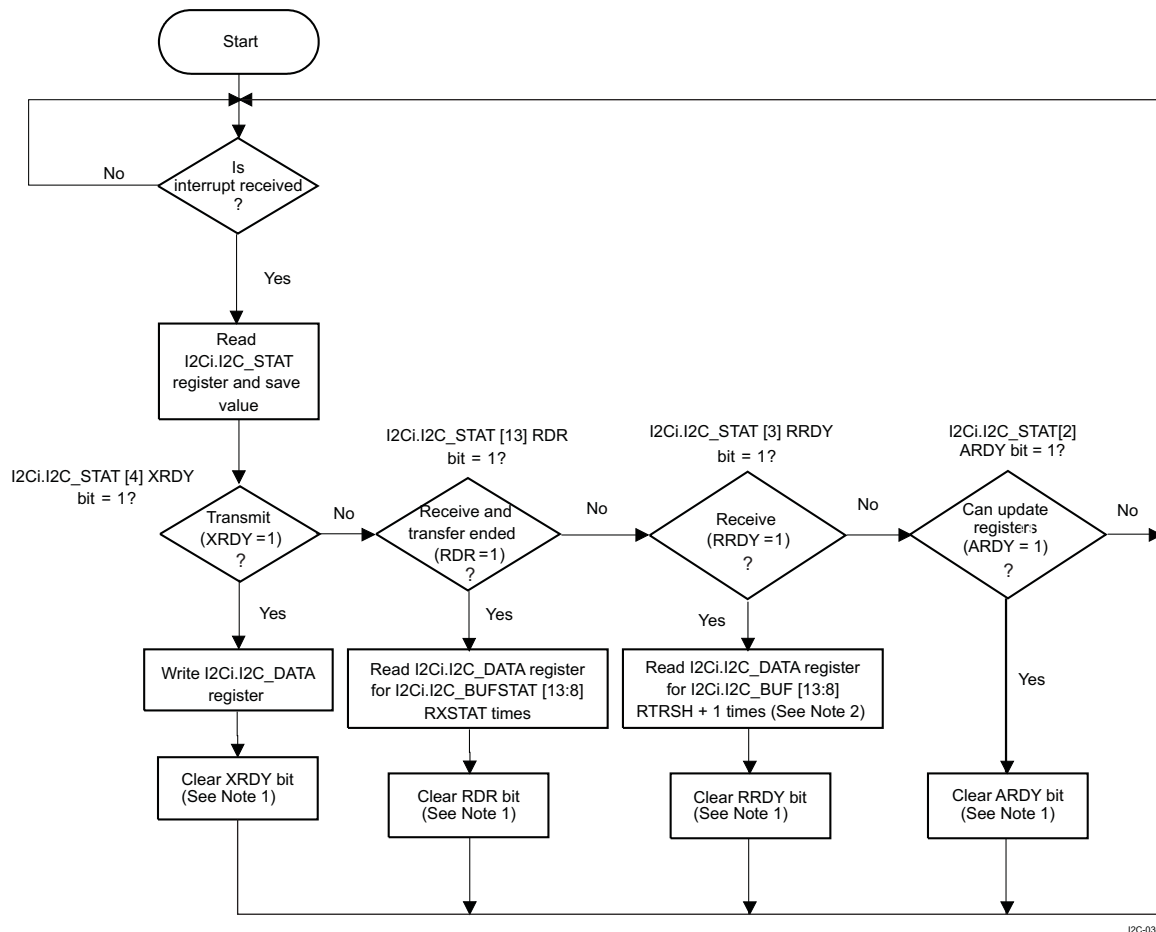 Start
Is
interrupt received
?
No
Yes
Read
I2Ci.I2C_STAT
register and save
value
I2Ci.I2C_STAT [4] XRDY
bit = 1?
Transmit
(XRDY =1)
?
No
Yes
Write I2Ci.I2C_DATA
register
Clear XRDY bit
(See Note 1)
I2Ci.I2C_STAT [13] RDR
bit = 1?
Receive and
transfer ended
(RDR =1)
?
No
Yes
Read I2Ci.I2C_DATA register
for I2Ci.I2C_BUFSTAT [13:8]
RXSTAT times
Clear RDR bit
(See Note 1)
I2Ci.I2C_STAT [3] RRDY
bit = 1?
Receive
(RRDY =1)
?
No
Yes
Read I2Ci.I2C_DATA register
for I2Ci.I2C_BUF [13:8]
RTRSH + 1 times (See Note 2)
Clear RRDY bit
(See Note 1)
I2Ci.I2C_STAT[2]
ARDY bit = 1?
Can update
registers
(ARDY = 1)
?
No
Yes
Clear ARDY bit
(See Note 1)
I2C-03